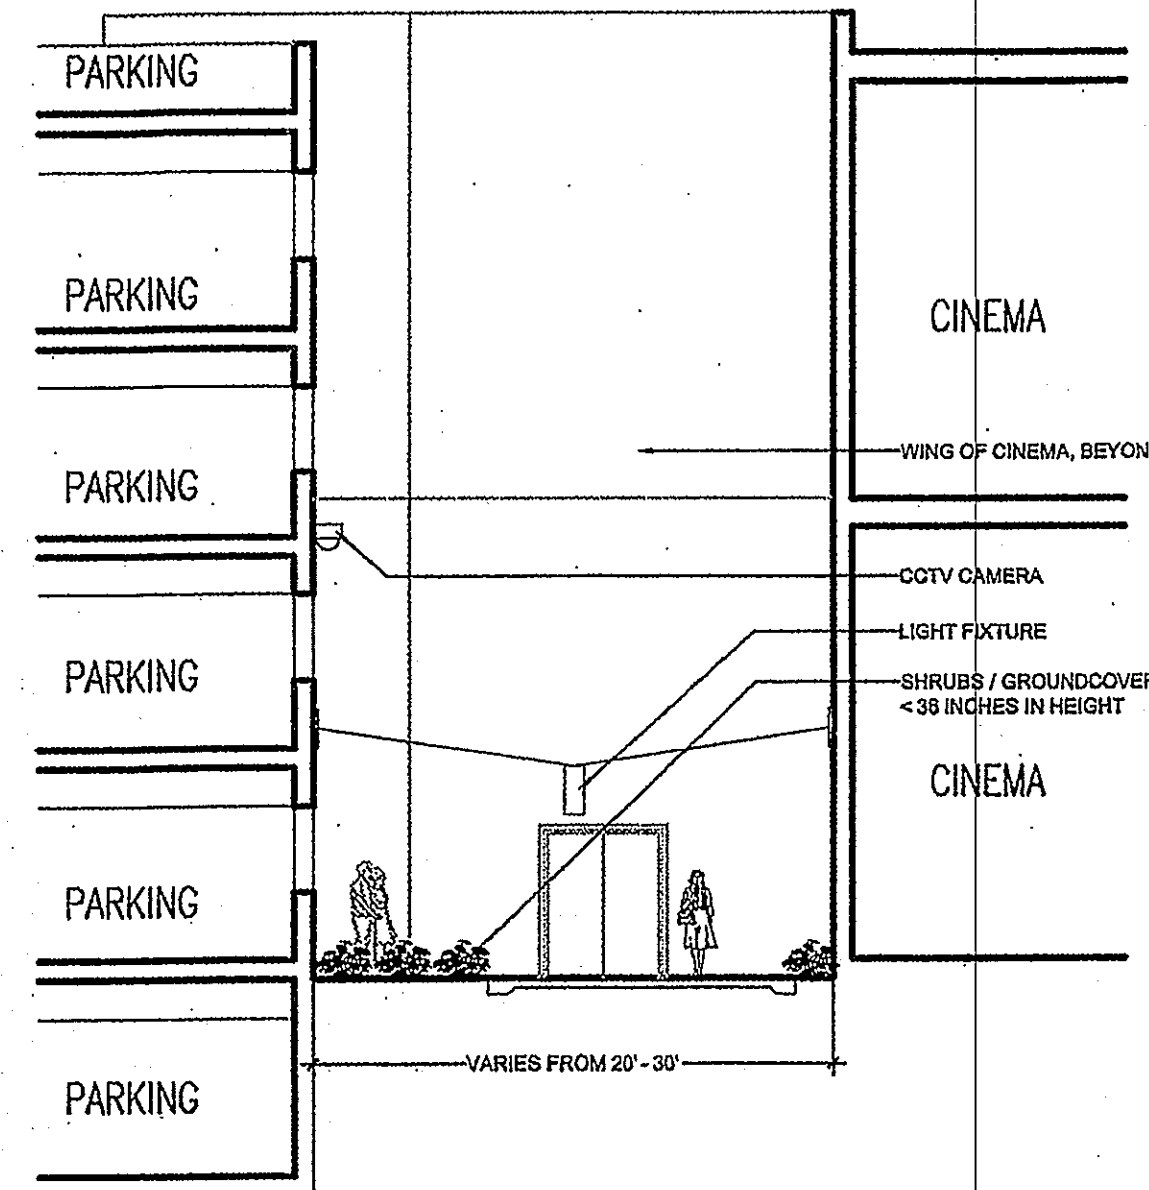 PARKING
PARKING
CINEMA
WING OF CINEMA, BEYON
PARKING
CCTV CAMERA
LIGHT FIXTURE
PARKING
SHRUBS / GROUNDCOVER
< 36 INCHES IN HEIGHT
CINEMA
PARKING
VARIES FROM 20' - 30'
PARKING